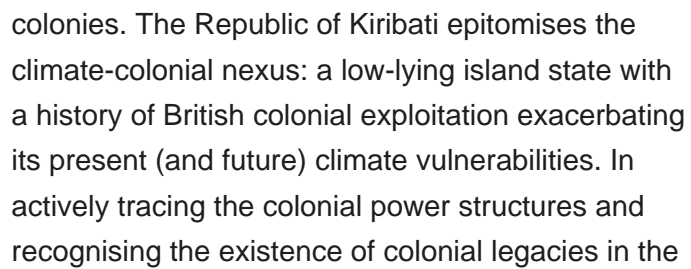 colonies. The Republic of Kiribati epitomises the
climate-colonial nexus: a low-lying island state with
a history of British colonial exploitation exacerbating
its present (and future) climate vulnerabilities. In
actively tracing the colonial power structures and
recognising the existence of colonial legacies in the